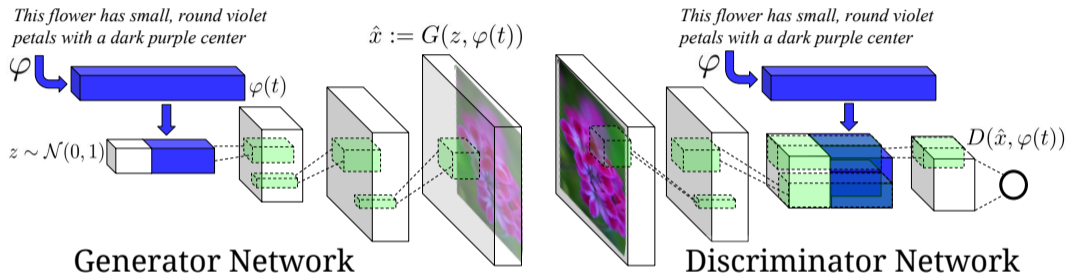 This flower has small, round violet
petals with a dark purple center
φ
φ(t)
z ∼ 𝒩(0, 1)
x̂ := G(z, φ(t))
Generator Network
This flower has small, round violet
petals with a dark purple center
φ
D(x̂, φ(t))
Discriminator Network